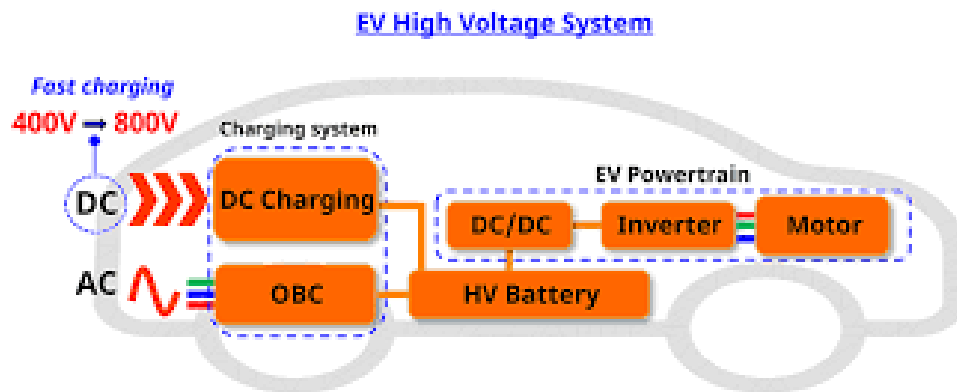 EV High Voltage System
Fast charging
400V ➡ 800V
Charging system
DC
DC Charging
EV Powertrain
DC/DC
Inverter
Motor
AC
OBC
HV Battery